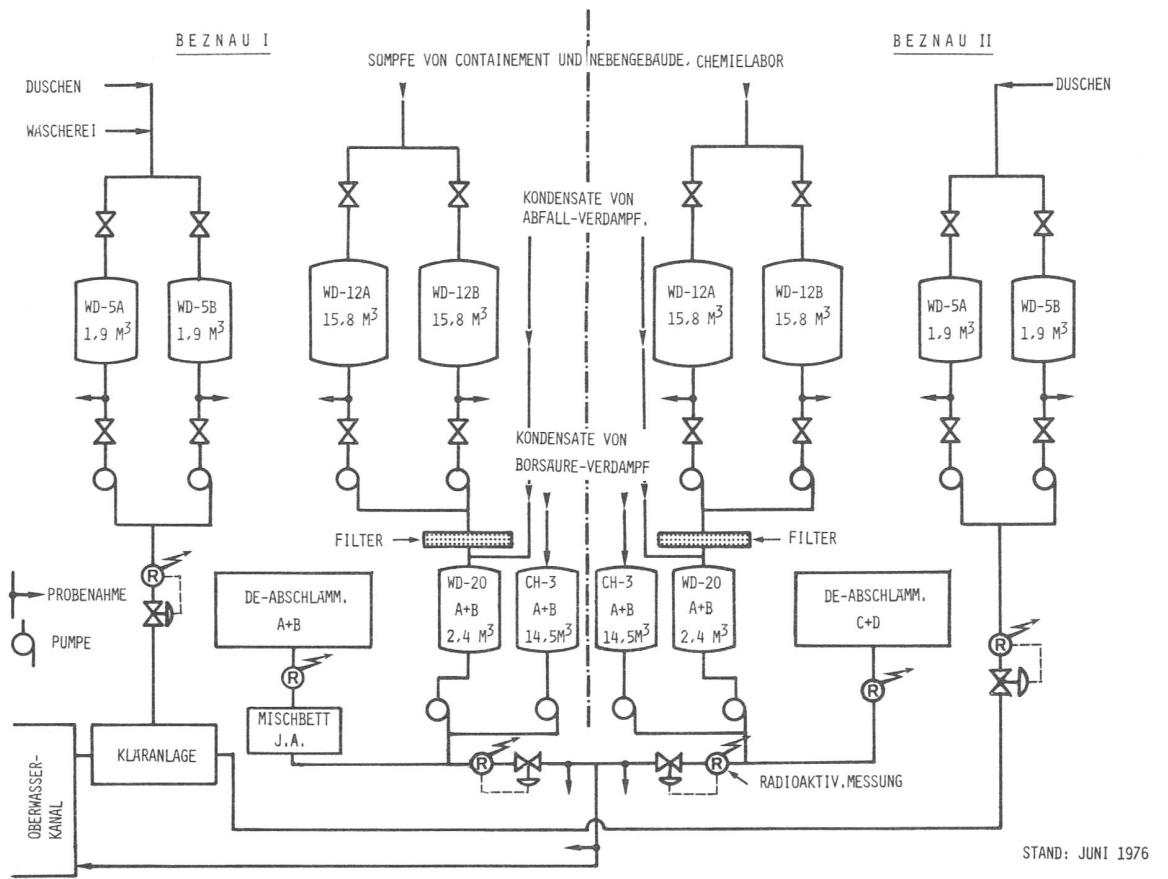 BEZNAU I
BEZNAU II
SÜMPFE VON CONTAINEMENT UND NEBENGEBÄUDE, CHEMIELABOR
DUSCHEN
WÄSCHEREI
DUSCHEN
KONDENSATE VON
ABFALL-VERDAMPF.
WD-5A
1,9 M³
WD-5B
1,9 M³
WD-12A
15,8 M³
WD-12B
15,8 M³
WD-12A
15,8 M³
WD-12B
15,8 M³
WD-5A
1,9 M³
WD-5B
1,9 M³
KONDENSATE VON
BORSÄURE-VERDAMPF
FILTER
FILTER
PROBENAHME
PUMPE
DE-ABSCHLÄMM.
A+B
WD-20
A+B
2,4 M³
CH-3
A+B
14,5M³
CH-3
A+B
14,5M³
WD-20
A+B
2,4 M³
DE-ABSCHLÄMM.
C+D
R
R
R
R
R
R
MISCHBETT
J.A.
KLÄRANLAGE
RADIOAKTIV.MESSUNG
OBERWASSER-
KANAL
STAND: JUNI 1976